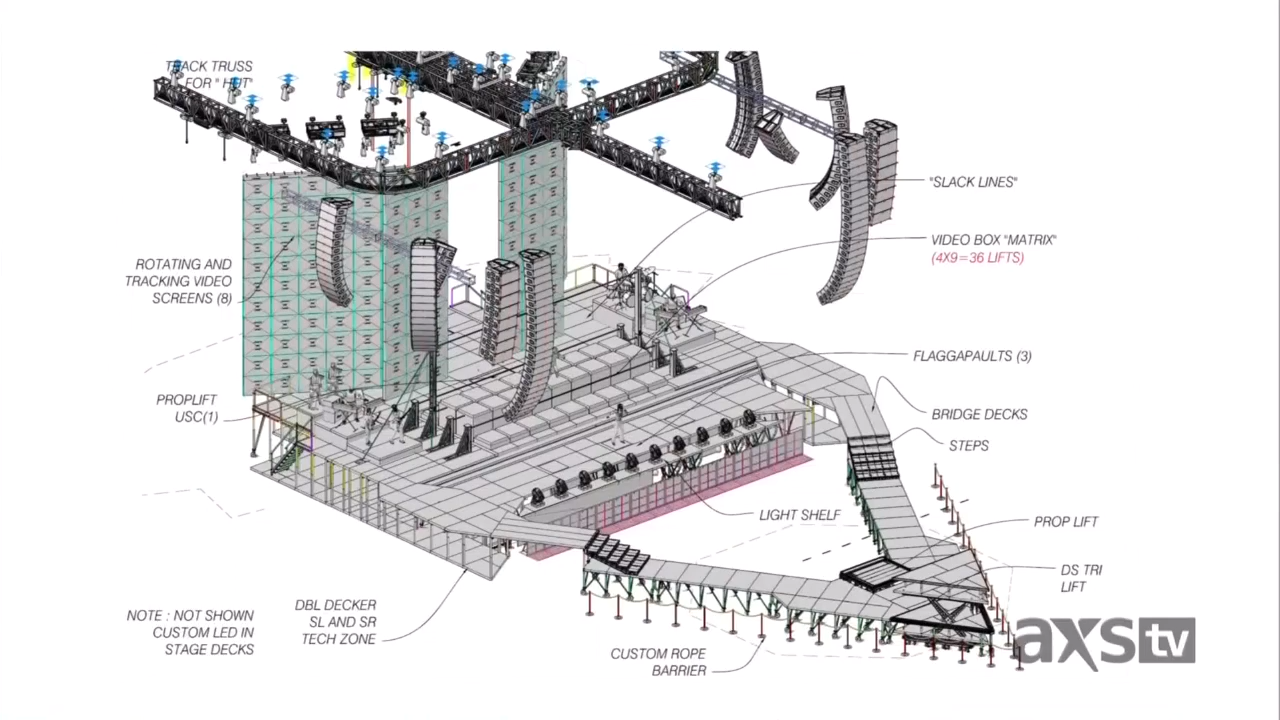 TRACK TRUSS
FOR " HUT"
"SLACK LINES"
VIDEO BOX "MATRIX"
(4X9=36 LIFTS)
ROTATING AND
TRACKING VIDEO
SCREENS (8)
FLAGGAPAULTS (3)
PROPLIFT
USC(1)
BRIDGE DECKS
STEPS
LIGHT SHELF
PROP LIFT
DS TRI
LIFT
DBL DECKER
SL AND SR
TECH ZONE
NOTE : NOT SHOWN
CUSTOM LED IN
STAGE DECKS
CUSTOM ROPE
BARRIER
axs tv